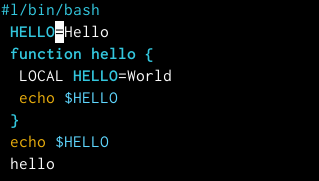 #l/bin/bash
HELLO=Hello
function hello {
LOCAL HELLO=World
echo $HELLO
}
echo $HELLO
hello